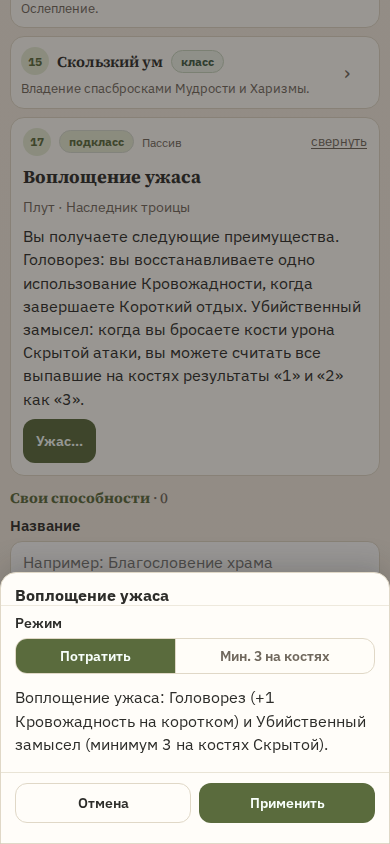 Ослепление.
15 Скользкий ум класс
Владение спасбросками Мудрости и Харизмы. ›
17 подкласс Пассив свернуть
Воплощение ужаса
Плут · Наследник троицы
Вы получаете следующие преимущества.
Головорез: вы восстанавливаете одно
использование Кровожадности, когда
завершаете Короткий отдых. Убийственный
замысел: когда вы бросаете кости урона
Скрытой атаки, вы можете считать все
выпавшие на костях результаты «1» и «2»
как «3».
Ужас...
Свои способности · 0
Название
Например: Благословение храма
Воплощение ужаса
Режим
Потратить Мин. 3 на костях
Воплощение ужаса: Головорез (+1
Кровожадность на коротком) и Убийственный
замысел (минимум 3 на костях Скрытой).
Отмена Применить